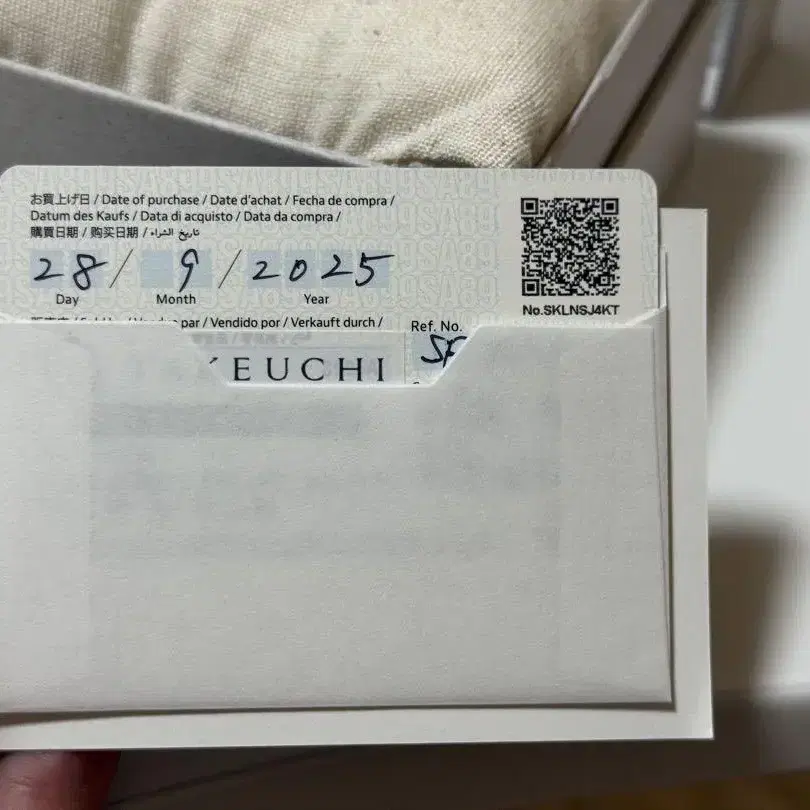 お買上げ日 / Date of purchase / Date d'achat / Fecha de compra /
Datum des Kaufs / Data di acquisto / Data da compra /
購買日期 / 购买日期 / تاريخ الشراء
28 / 9 / 2025
Day Month Year
No.SKLNSJ4KT
par / Vendido por / Verkauft durch /
Ref. No.
EUCHI